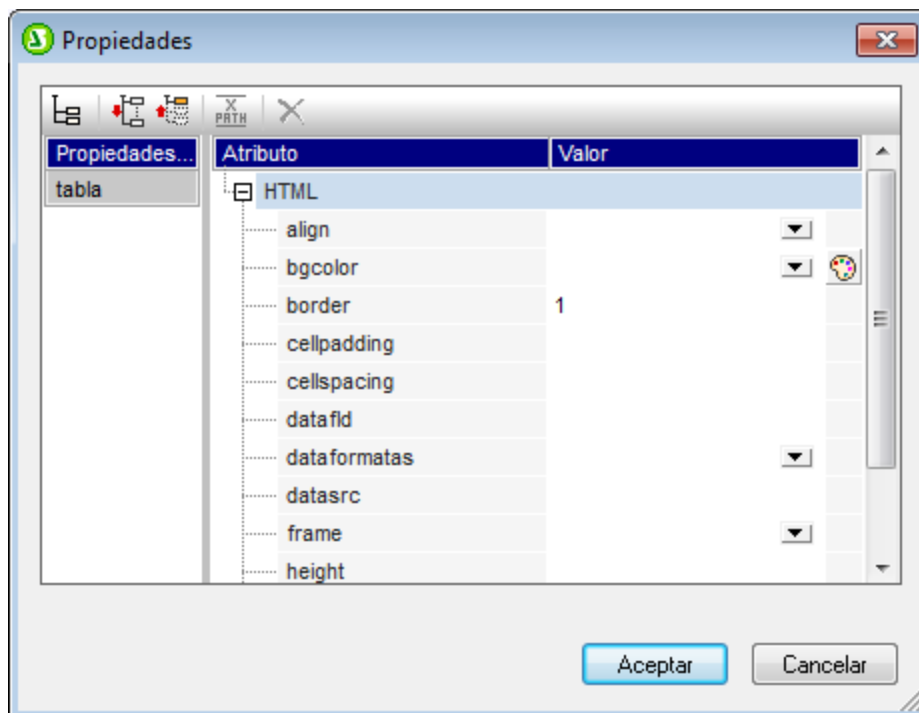 Propiedades
X
PATH
Propiedades... Atributo Valor
tabla
HTML
align
bgcolor
border 1
cellpadding
cellspacing
datafld
dataformatas
datasrc
frame
height
Aceptar Cancelar